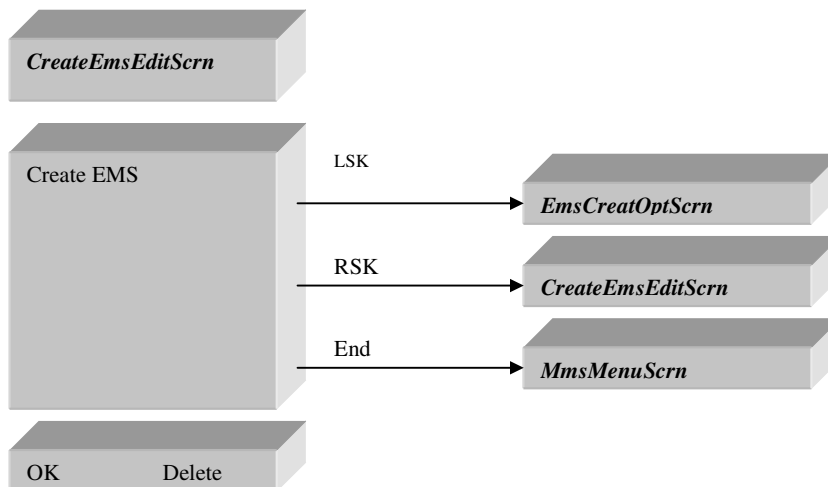 CreateEmsEditScrn
Create EMS
LSK
EmsCreatOptScrn
RSK
CreateEmsEditScrn
End
MmsMenuScrn
OK Delete